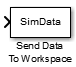 SimData
Send Data
To Workspace